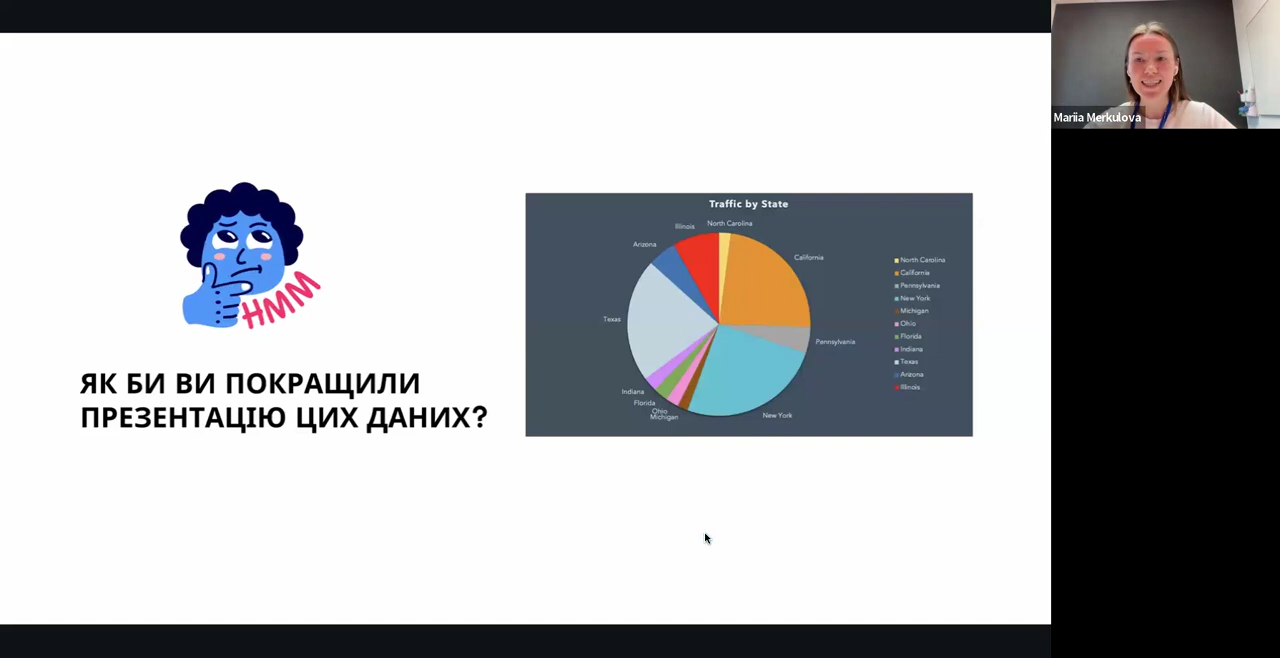 Mariia Merkulova
HMM
ЯК БИ ВИ ПОКРАЩИЛИ
ПРЕЗЕНТАЦІЮ ЦИХ ДАНИХ?
Traffic by State
North Carolina
Illinois
Arizona
California
Texas
Pennsylvania
Indiana
Florida
Ohio
Michigan
New York
North Carolina
California
Pennsylvania
New York
Michigan
Ohio
Florida
Indiana
Texas
Arizona
Illinois